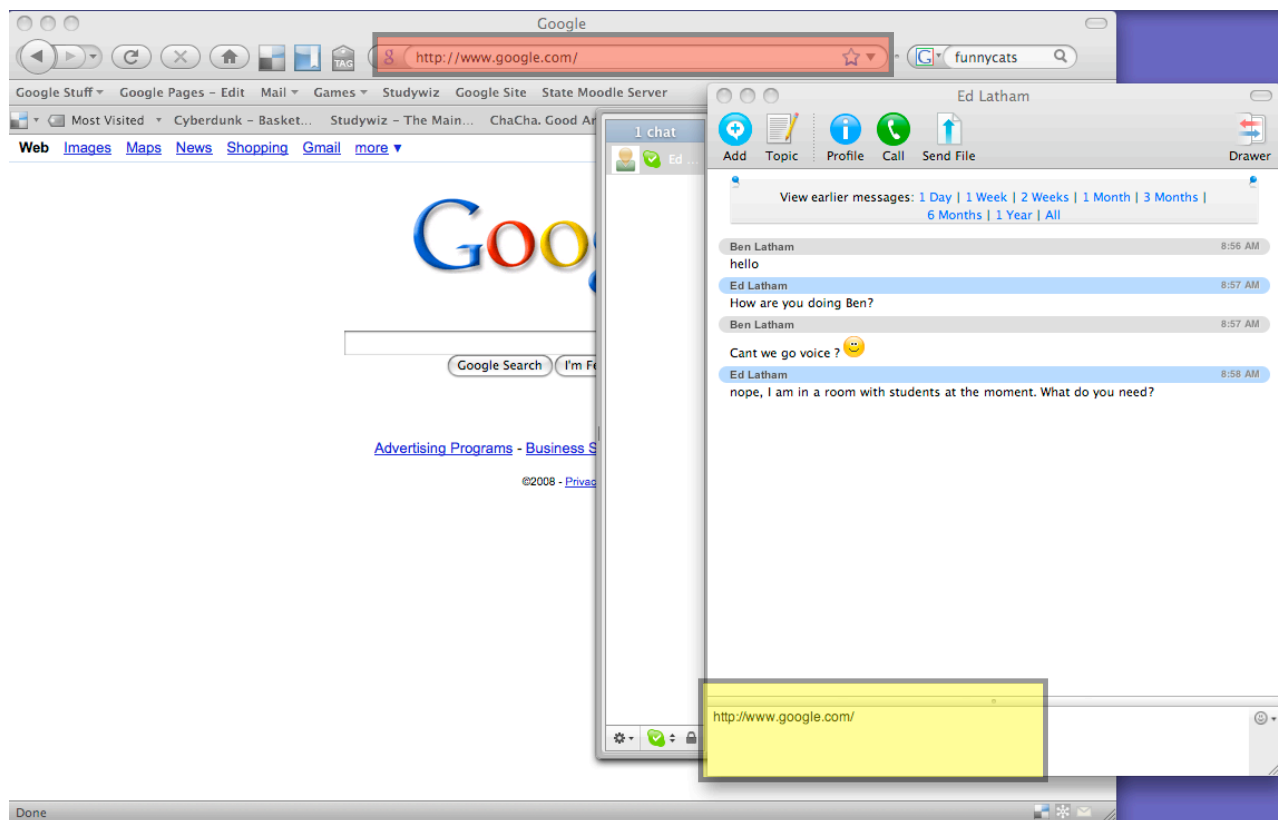 Google
TAG
g http://www.google.com/
G funnycats
Google Stuff Google Pages - Edit Mail Games Studywiz Google Site State Moodle Server
Most Visited Cyberdunk - Basket... Studywiz - The Main... ChaCha. Good
Web Images Maps News Shopping Gmail more
Goo
Google Search I'm
Advertising Programs - Business
©2008 -
Done
1 chat
Ed ...
Ed Latham
Add Topic Profile Call Send File Drawer
View earlier messages: 1 Day | 1 Week | 2 Weeks | 1 Month | 3 Months |
6 Months | 1 Year | All
Ben Latham 8:56 AM
hello
Ed Latham 8:57 AM
How are you doing Ben?
Ben Latham 8:57 AM
Cant we go voice ?
Ed Latham 8:58 AM
nope, I am in a room with students at the moment. What do you need?
http://www.google.com/